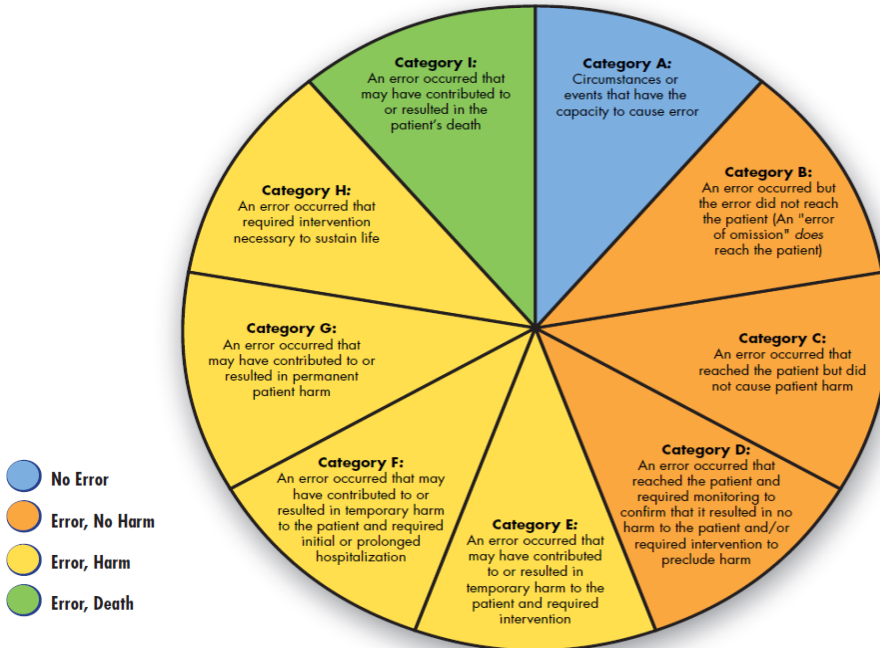 Category A:
Circumstances or
events that have the
capacity to cause error
Category B:
An error occurred but
the error did not reach
the patient (An "error
of omission" does
reach the patient)
Category C:
An error occurred that
reached the patient but did
not cause patient harm
Category D:
An error occurred that
reached the patient and
required monitoring to
confirm that it resulted in no
harm to the patient and/or
required intervention to
preclude harm
Category E:
An error occurred that
may have contributed
to or resulted in
temporary harm to the
patient and required
intervention
Category F:
An error occurred that may
have contributed to or
resulted in temporary harm
to the patient and required
initial or prolonged
hospitalization
Category G:
An error occurred that
may have contributed to or
resulted in permanent
patient harm
Category H:
An error occurred that
required intervention
necessary to sustain life
Category I:
An error occurred that
may have contributed to
or resulted in the
patient's death
No Error
Error, No Harm
Error, Harm
Error, Death